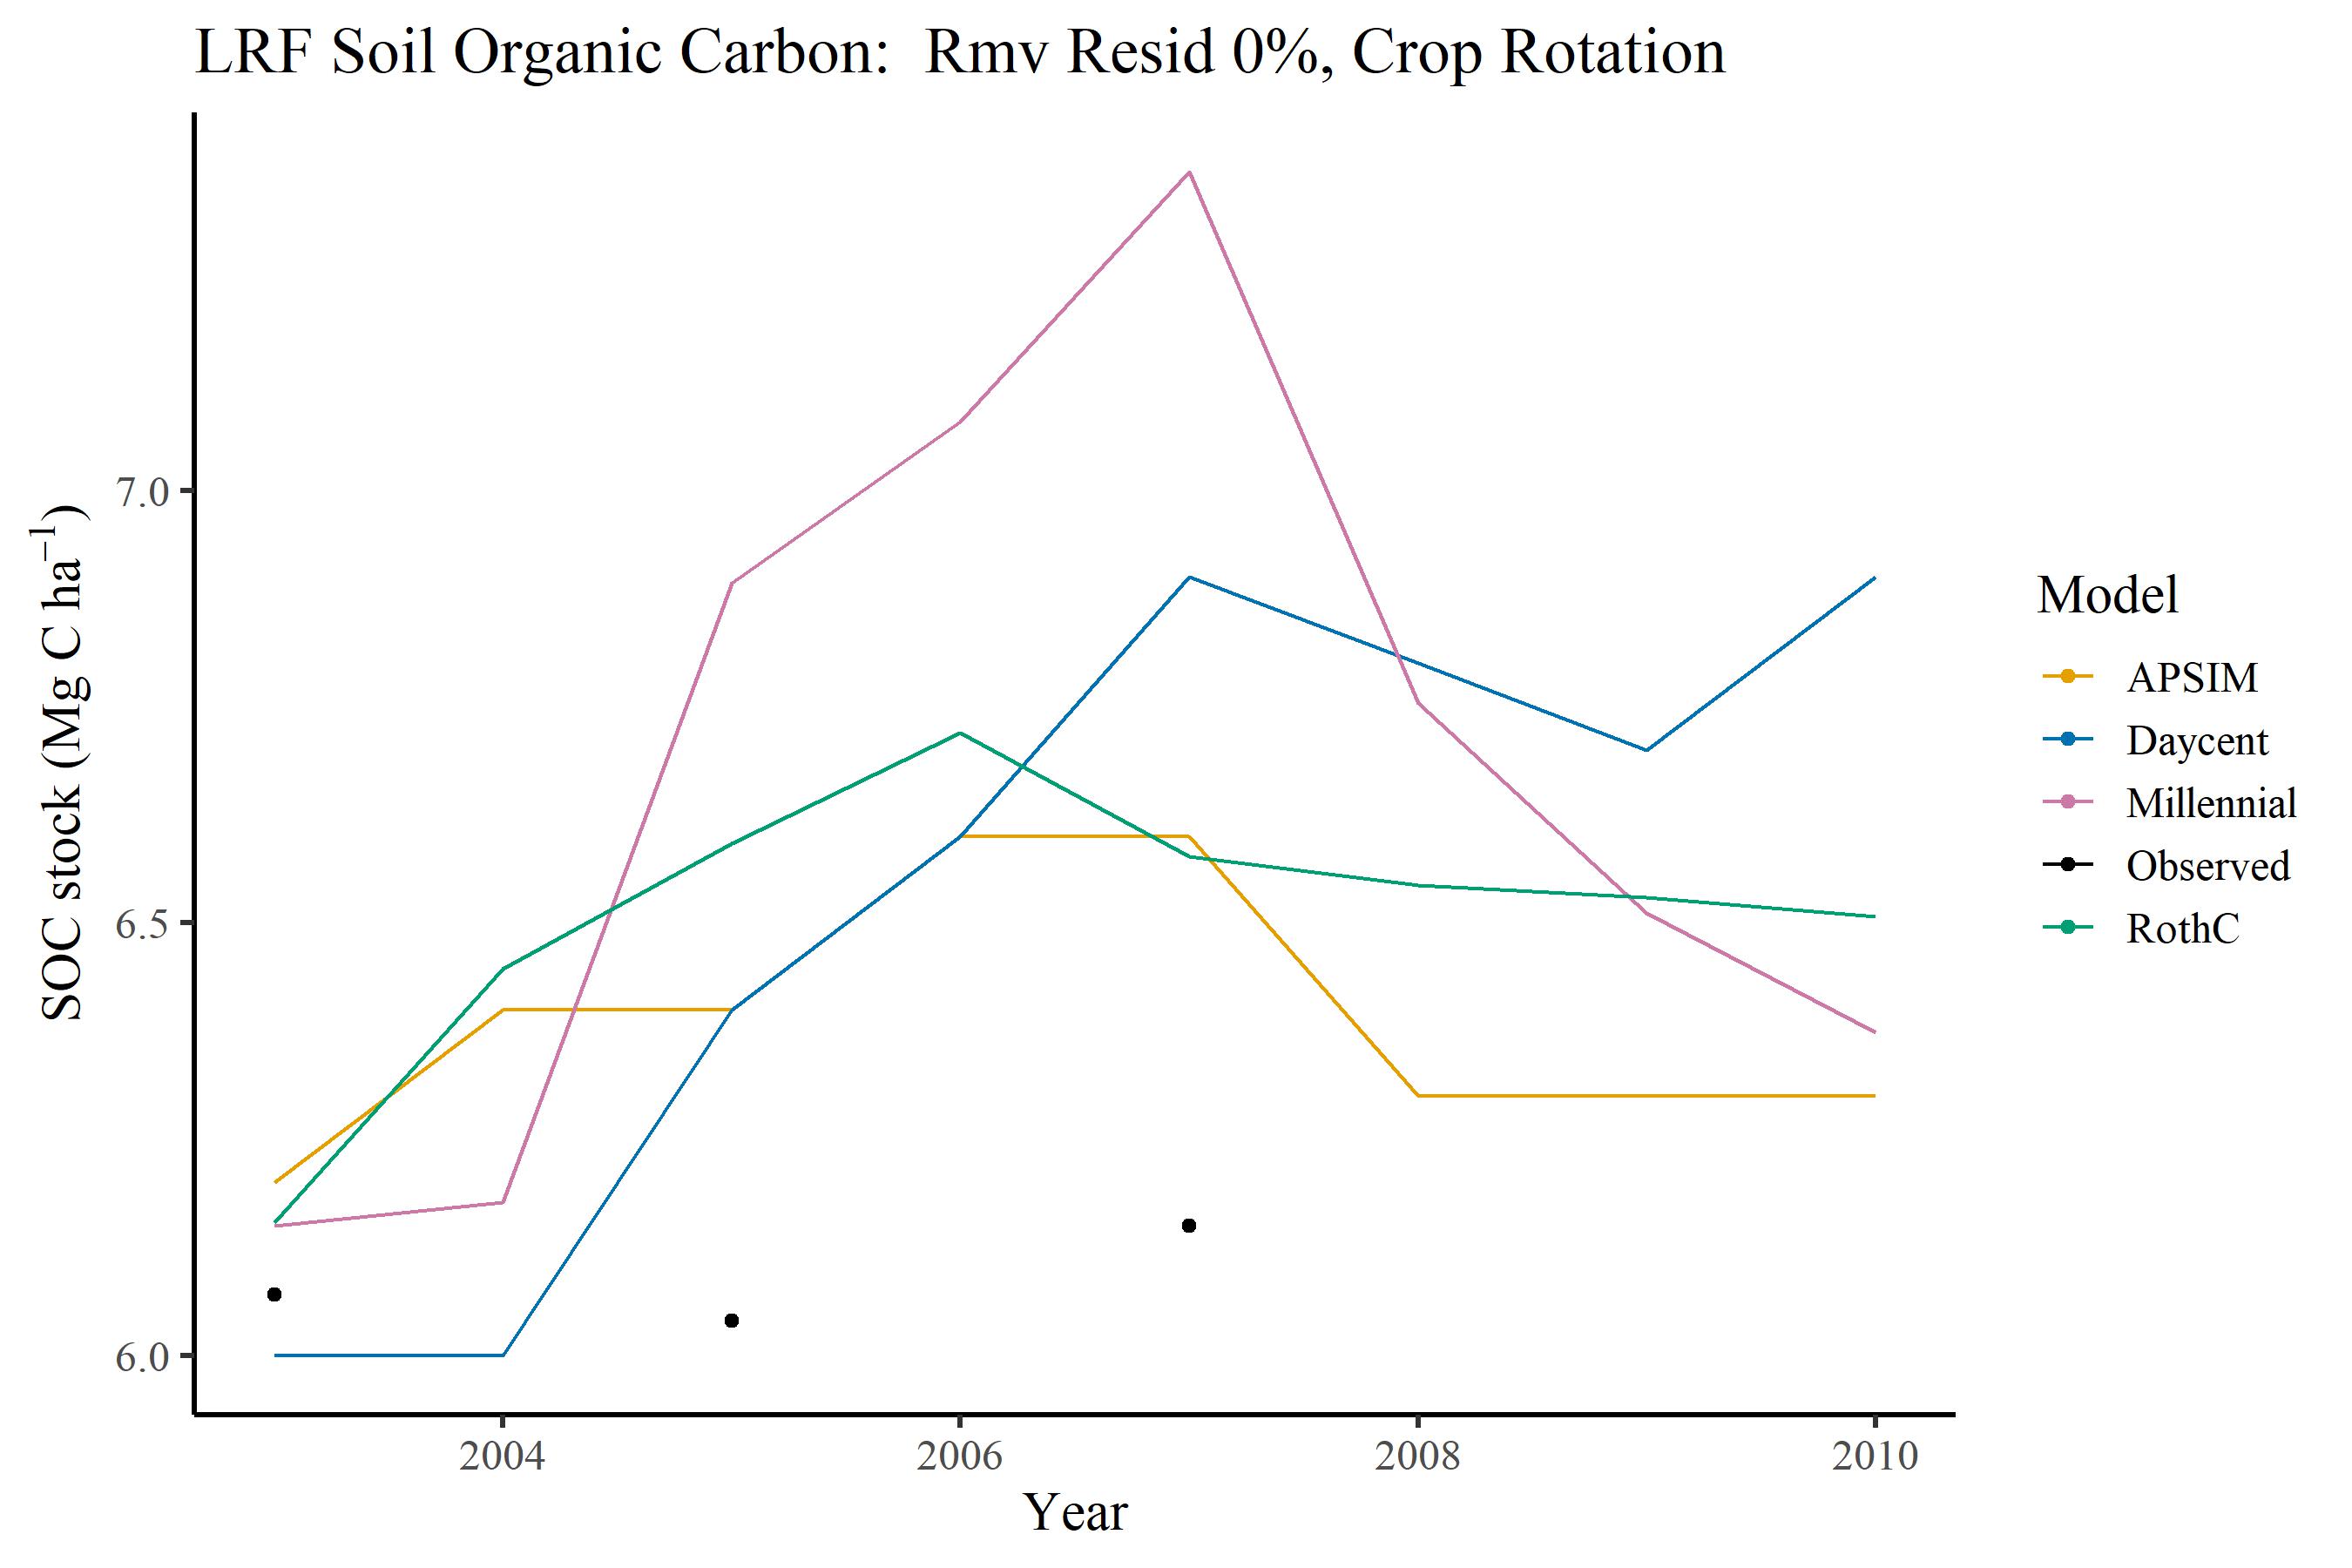 LRF Soil Organic Carbon:  Rmv Resid 0%, Crop Rotation
SOC stock (Mg C ha⁻¹)
7.0
6.5
6.0
2004 2006 2008 2010
Year
Model
APSIM
Daycent
Millennial
Observed
RothC